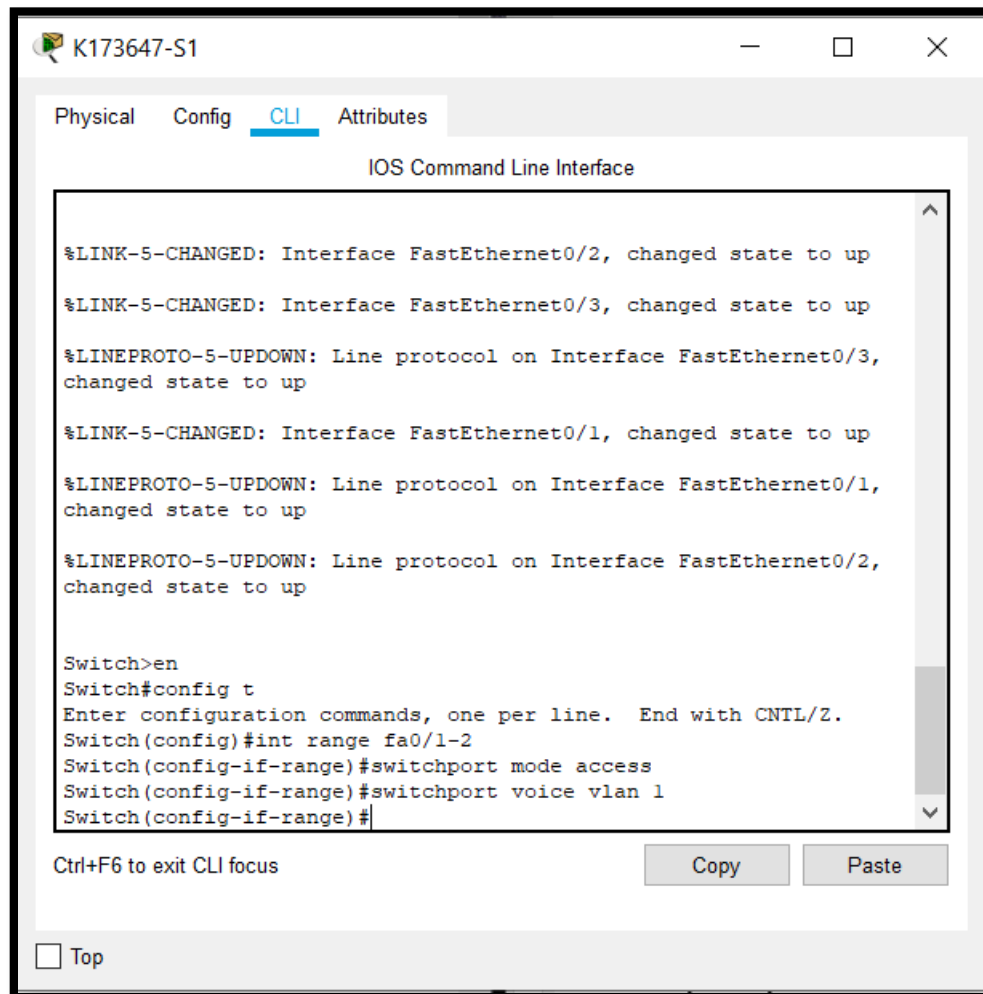 K173647-S1
Physical Config CLI Attributes
IOS Command Line Interface
%LINK-5-CHANGED: Interface FastEthernet0/2, changed state to up
%LINK-5-CHANGED: Interface FastEthernet0/3, changed state to up
%LINEPROTO-5-UPDOWN: Line protocol on Interface FastEthernet0/3,
changed state to up
%LINK-5-CHANGED: Interface FastEthernet0/1, changed state to up
%LINEPROTO-5-UPDOWN: Line protocol on Interface FastEthernet0/1,
changed state to up
%LINEPROTO-5-UPDOWN: Line protocol on Interface FastEthernet0/2,
changed state to up
Switch>en
Switch#config t
Enter configuration commands, one per line.  End with CNTL/Z.
Switch(config)#int range fa0/1-2
Switch(config-if-range)#switchport mode access
Switch(config-if-range)#switchport voice vlan 1
Switch(config-if-range)#
Ctrl+F6 to exit CLI focus
Copy
Paste
Top